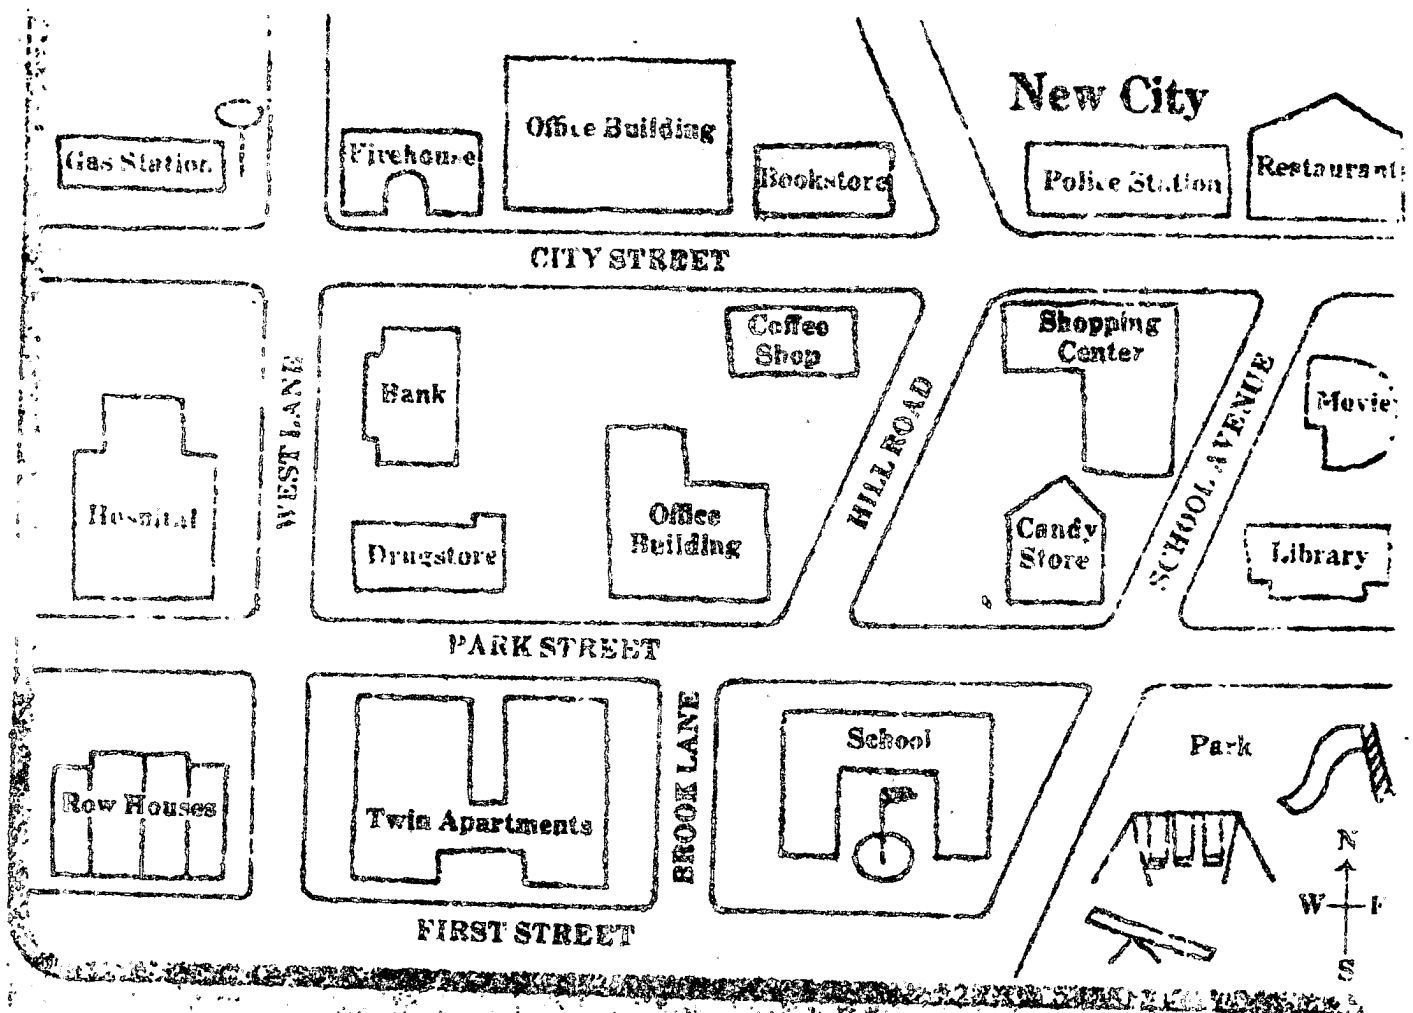 New City
Office Building
Gas Station
Firehouse
Bookstore
Police Station
Restaurant
CITY STREET
Coffee
Shop
Shopping
Center
Bank
WEST LANE
HILL ROAD
SCHOOL AVENUE
Movie
Hospital
Drugstore
Office
Building
Candy
Store
Library
PARK STREET
BROOK LANE
School
Park
Row Houses
Twin Apartments
FIRST STREET
N
W
S